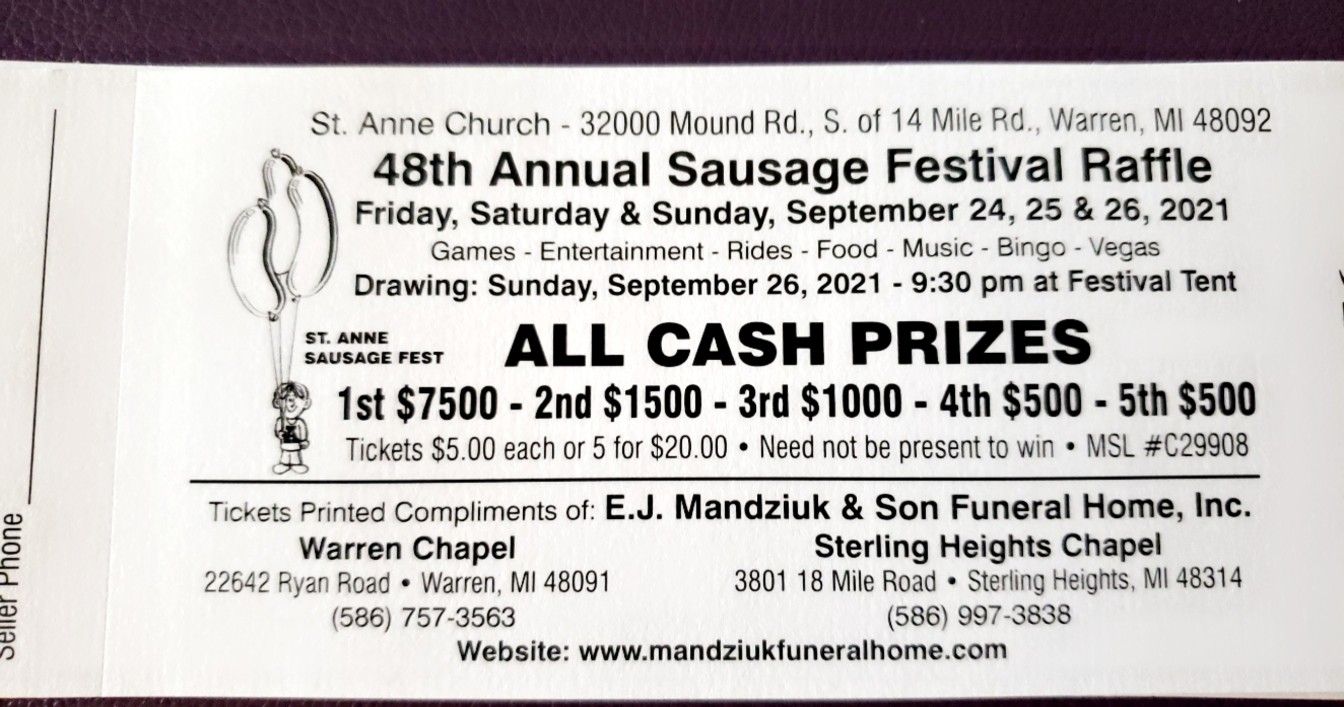 St. Anne Church - 32000 Mound Rd., S. of 14 Mile Rd., Warren, MI 48092
48th Annual Sausage Festival Raffle
Friday, Saturday & Sunday, September 24, 25 & 26, 2021
Games - Entertainment - Rides - Food - Music - Bingo - Vegas
Drawing: Sunday, September 26, 2021 - 9:30 pm at Festival Tent
ST. ANNE
SAUSAGE FEST
ALL CASH PRIZES
1st $7500 - 2nd $1500 - 3rd $1000 - 4th $500 - 5th $500
Tickets $5.00 each or 5 for $20.00 • Need not be present to win • MSL #C29908
Tickets Printed Compliments of: E.J. Mandziuk & Son Funeral Home, Inc.
Warren Chapel
22642 Ryan Road • Warren, MI 48091
(586) 757-3563
Sterling Heights Chapel
3801 18 Mile Road • Sterling Heights, MI 48314
(586) 997-3838
Website: www.mandziukfuneralhome.com
Seller Phone